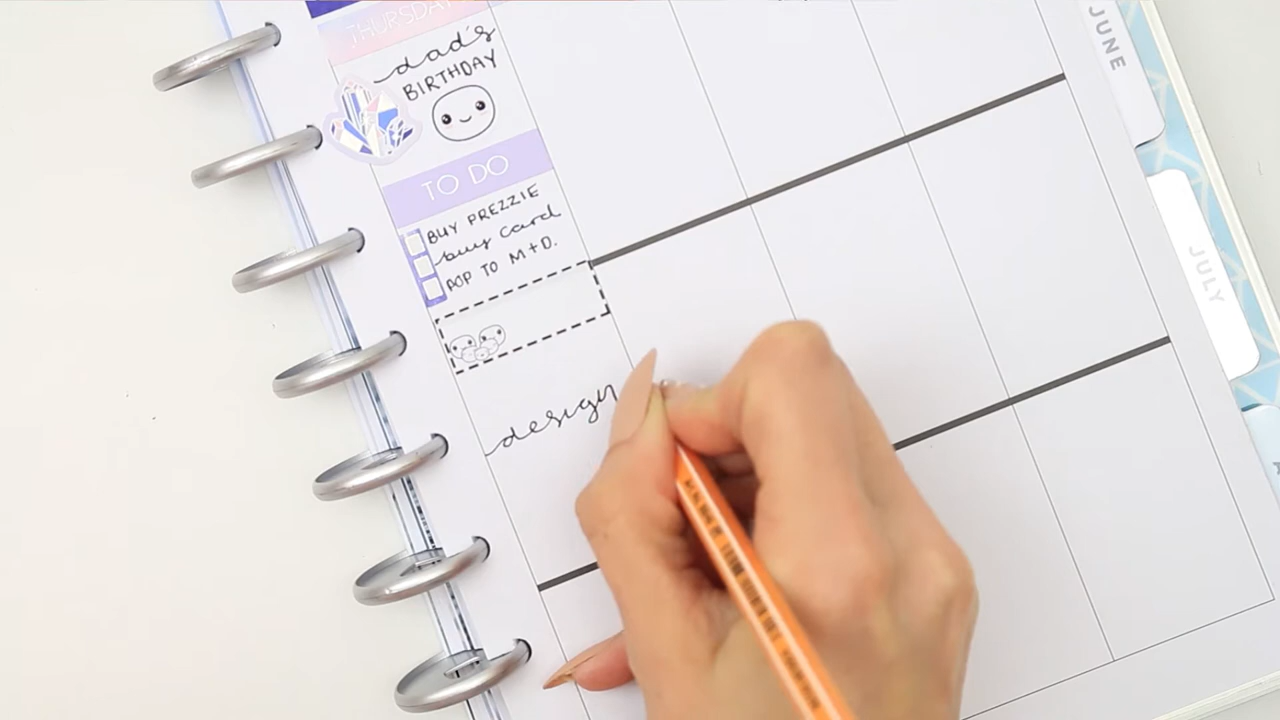 THURSDAY
dad's
BIRTHDAY
TO DO
BUY PREZZIE
buy card
POP TO M+D.
design
JUNE
JULY